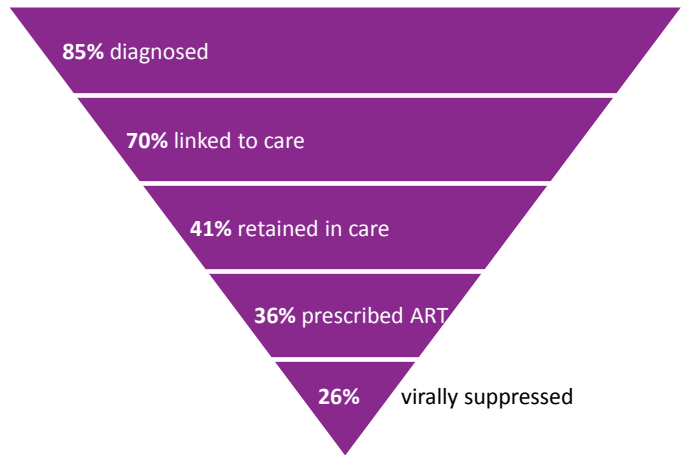 85% diagnosed
70% linked to care
41% retained in care
36% prescribed ART
26% virally suppressed